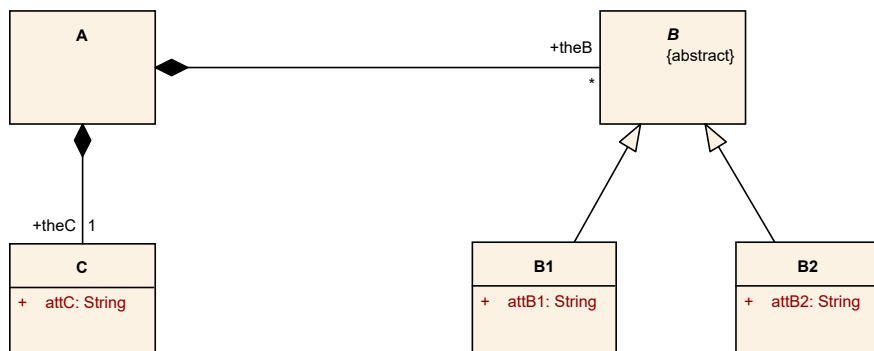 A
B
{abstract}
+theB
*
+theC 1
C
+ attC: String
B1
+ attB1: String
B2
+ attB2: String